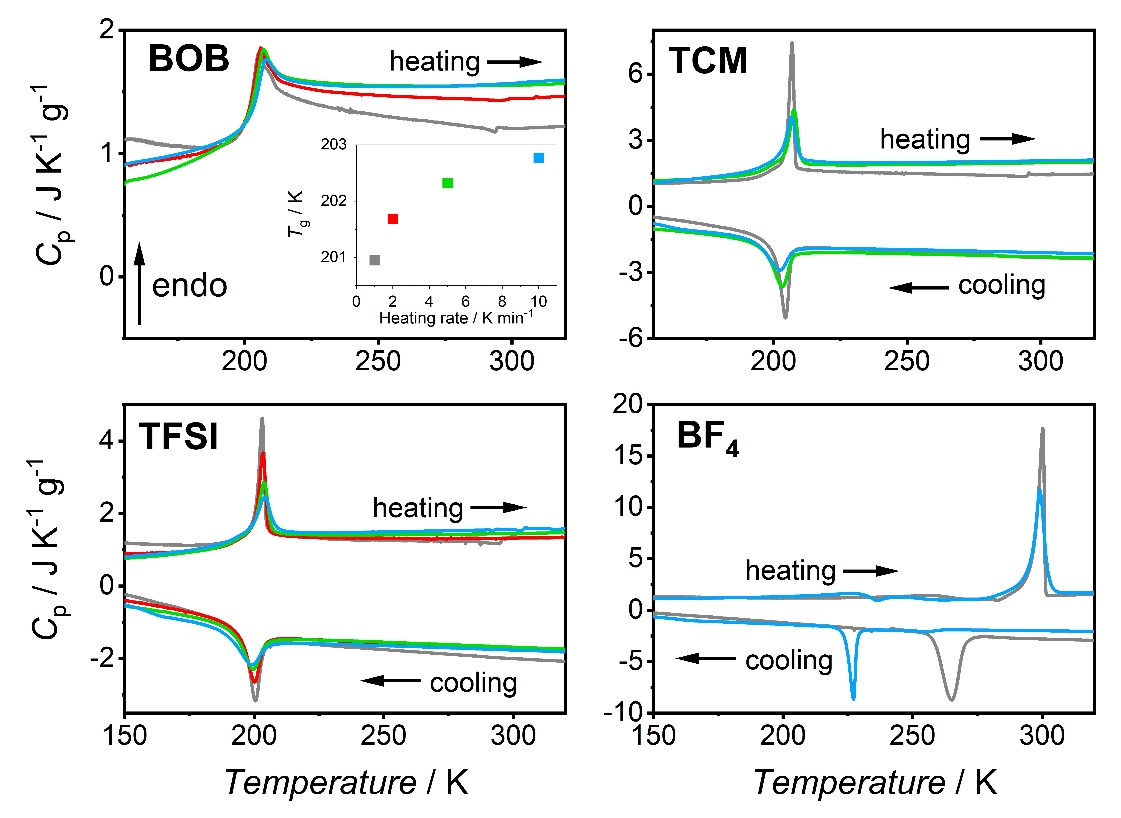 BOB
heating
2
1
0
C_p / J K⁻¹ g⁻¹
endo
203
202
201
T_g / K
0 2 4 6 8 10
Heating rate / K min⁻¹
200 250 300
TCM
heating
cooling
6
3
0
-3
-6
200 250 300
TFSI
heating
cooling
4
2
0
-2
C_p / J K⁻¹ g⁻¹
150 200 250 300
Temperature / K
BF₄
heating
cooling
20
15
10
5
0
-5
-10
150 200 250 300
Temperature / K